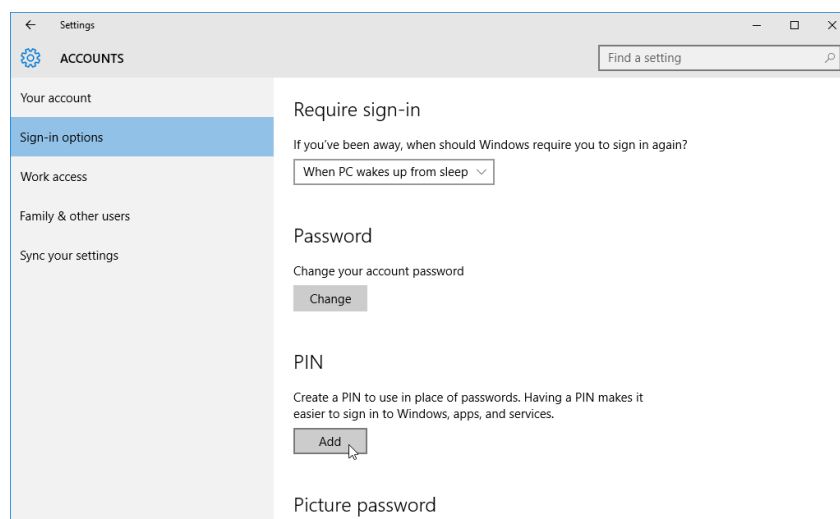 Settings
ACCOUNTS
Find a setting
Your account
Sign-in options
Work access
Family & other users
Sync your settings
Require sign-in
If you've been away, when should Windows require you to sign in again?
When PC wakes up from sleep
Password
Change your account password
Change
PIN
Create a PIN to use in place of passwords. Having a PIN makes it
easier to sign in to Windows, apps, and services.
Add
Picture password